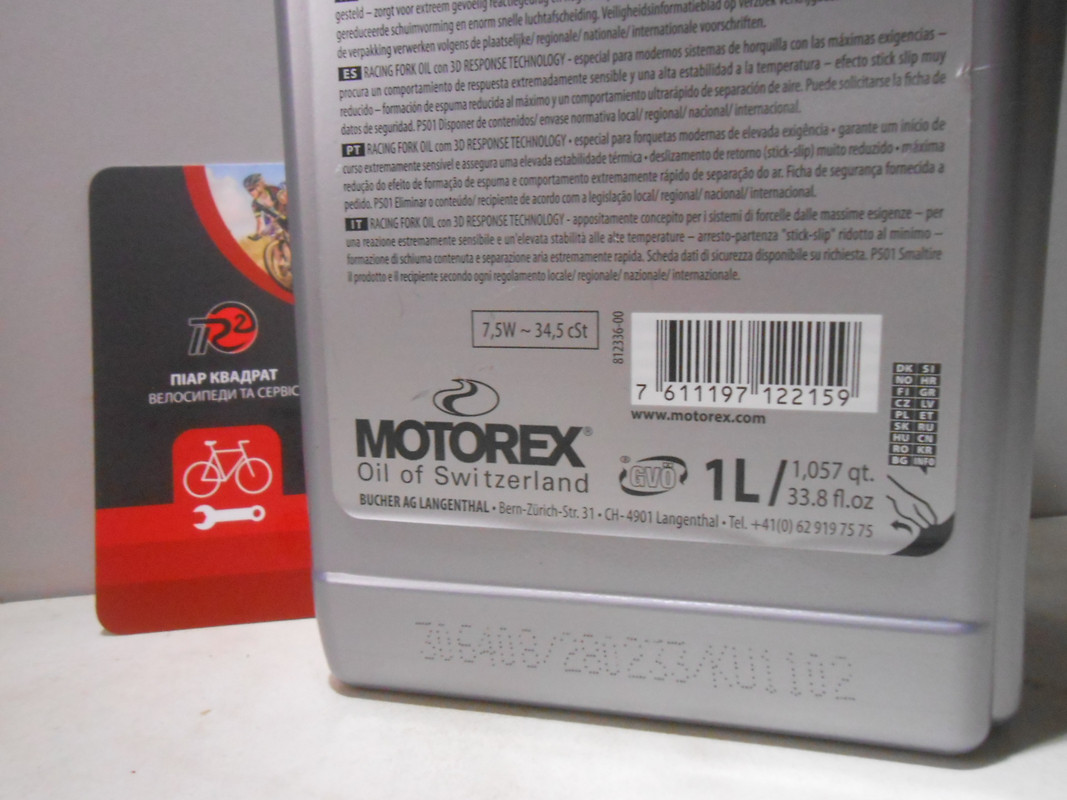 gesteld – zorgt voor extreem gevoelig
gereduceerde schuimvorming en enorm snelle luchtafscheiding. Veiligheidsinformatieblad op verzoek
de verpakking verwerken volgens de plaatselijke/ regionale/ nationale/ internationale voorschriften.
ES RACING FORK OIL con 3D RESPONSE TECHNOLOGY - especial para modernos sistemas de horquilla con las máximas exigencias –
procura un comportamiento de respuesta extremadamente sensible y una alta estabilidad a la temperatura – efecto stick slip muy
reducido – formación de espuma reducida al máximo y un comportamiento ultrarápido de separación de aire. Puede solicitarse la ficha de
datos de seguridad. P501 Disponer de contenidos/ envase normativa local/ regional/ nacional/ internacional.
PT RACING FORK OIL com 3D RESPONSE TECHNOLOGY • especial para forquetas modernas de elevada exigência • garante um início de
curso extremamente sensível e assegura uma elevada estabilidade térmica • deslizamento de retorno (stick-slip) muito reduzido • máxima
redução do efeito de formação de espuma e comportamento extremamente rápido de separação do ar. Ficha de segurança fornecida a
pedido. P501 Eliminar o conteúdo/ recipiente de acordo com a legislação local/ regional/ nacional/ internacional.
IT RACING FORK OIL con 3D RESPONSE TECHNOLOGY - appositamente concepito per i sistemi di forcelle dalle massime esigenze – per
una reazione estremamente sensibile e un'elevata stabilità alle alte temperature – arresto-partenza "stick-slip" ridotto al minimo –
formazione di schiuma contenuta e separazione aria estremamente rapida. Scheda dati di sicurezza disponibile su richiesta. P501 Smaltire
il prodotto e il recipiente secondo ogni regolamento locale/ regionale/ nazionale/ internazionale.
7,5W ~ 34,5 cSt
812336-00
7 611197 122159
www.motorex.com
DK SI
NO HR
FI GR
CZ LV
PL ET
SK RU
HU CN
RO KR
BG INFO
MOTOREX®
Oil of Switzerland
® GVÖ
1L / 1,057 qt.
33.8 fl.oz
BUCHER AG LANGENTHAL • Bern-Zürich-Str. 31 • CH-4901 Langenthal • Tel. +41(0) 62 919 75 75
305408/280233/KU1102
ПR2
ПІАР КВАДРАТ
ВЕЛОСИПЕДИ ТА СЕРВІС